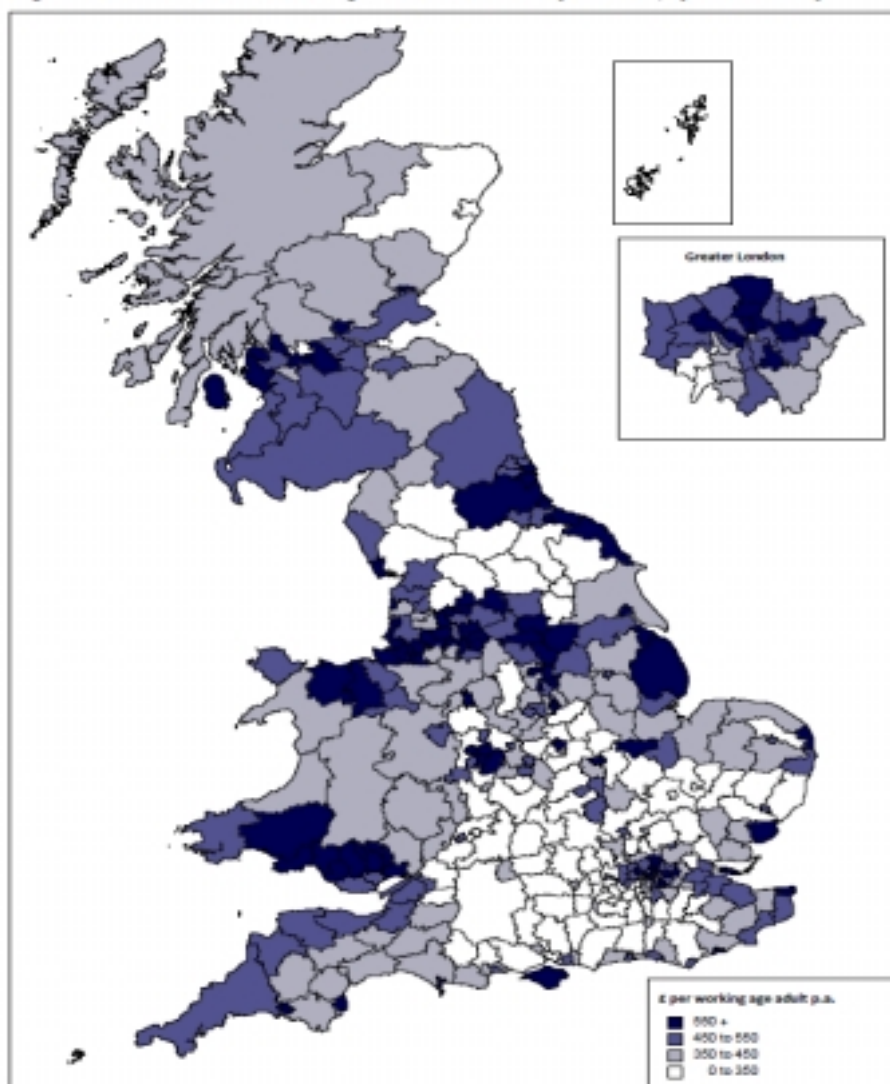 Greater London
£ per working age adult p.a.
550 +
450 to 550
350 to 450
0 to 350